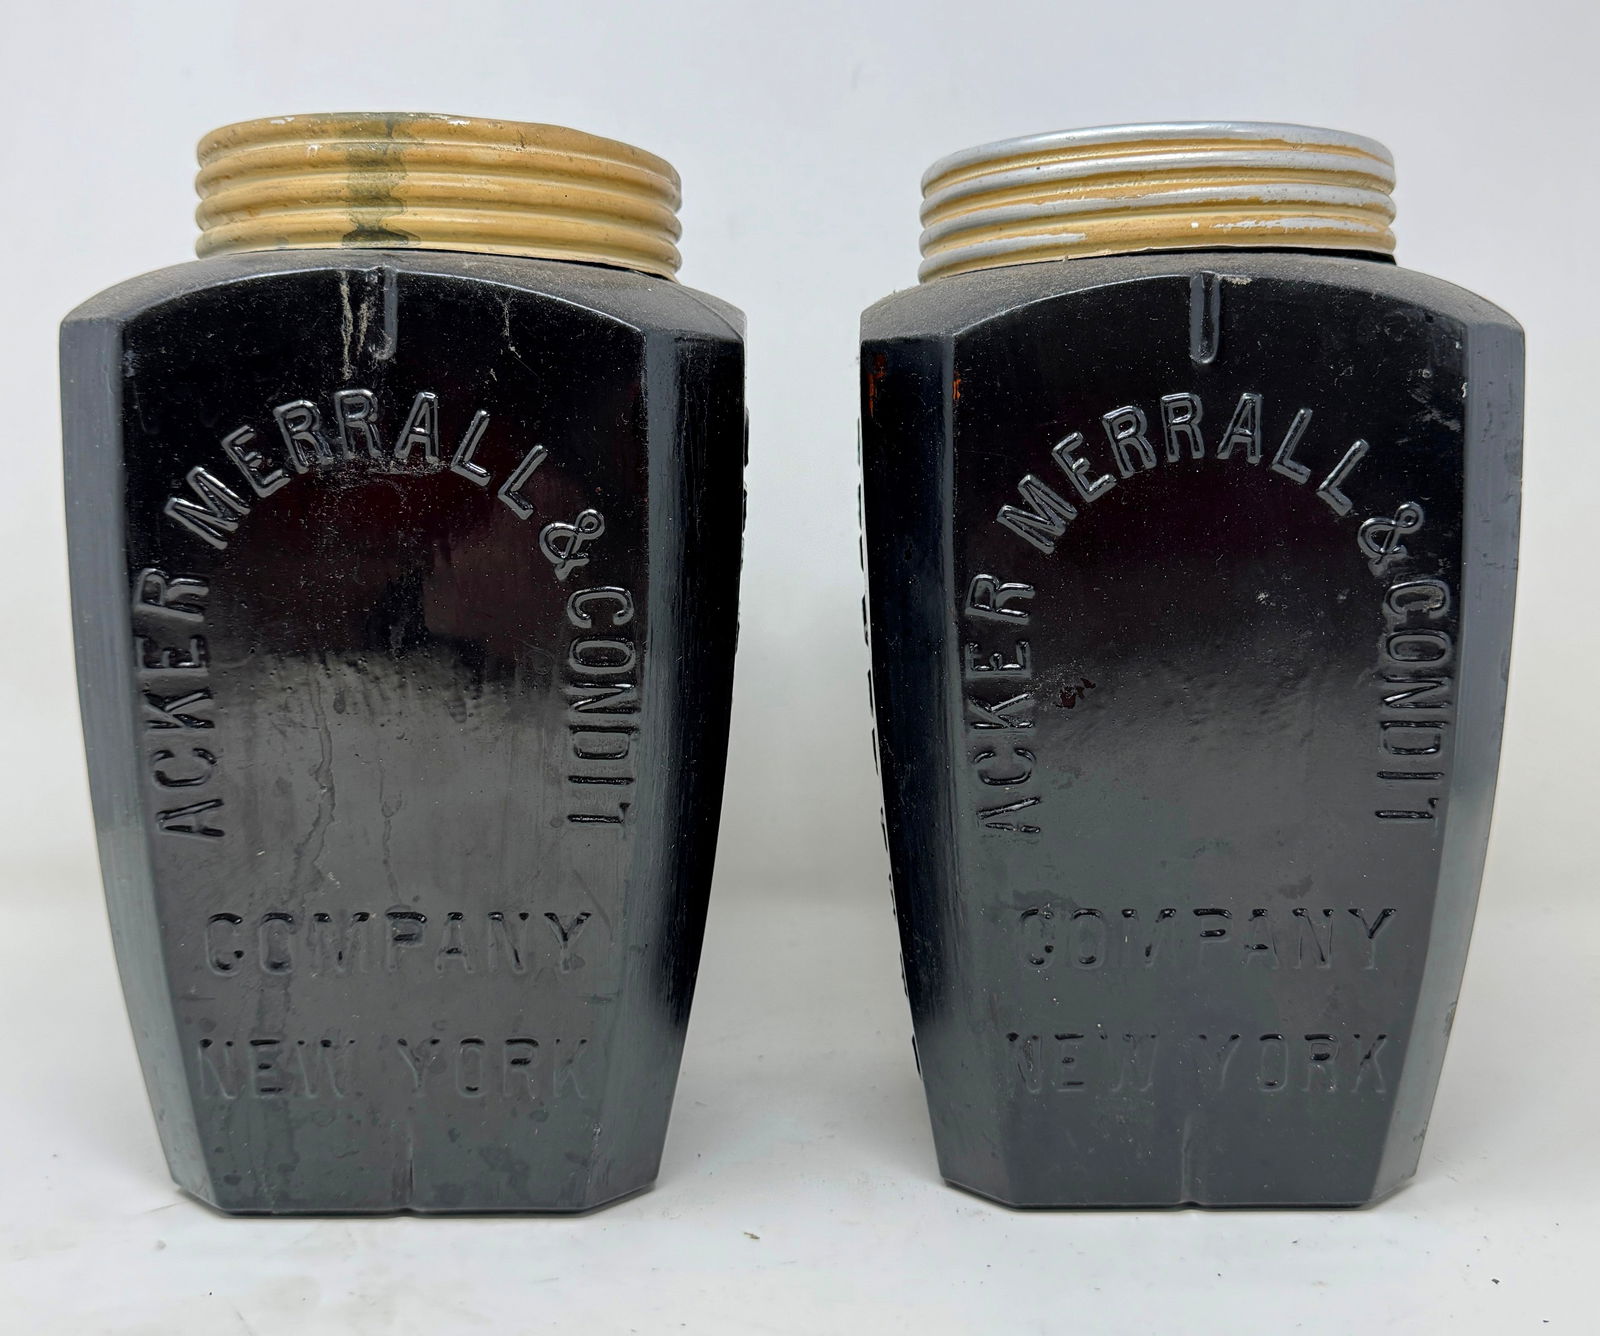 ACKER MERRALL & CONDIT
COMPANY
NEW YORK
ACKER MERRALL & CONDIT
COMPANY
NEW YORK